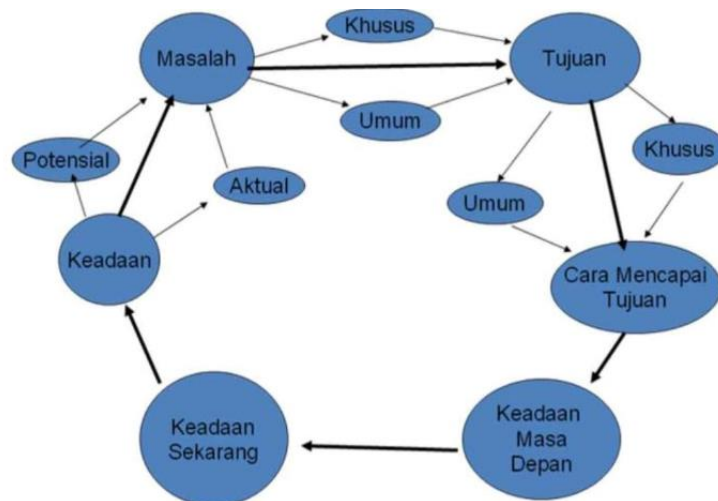 Khusus
Masalah
Tujuan
Umum
Potensial
Aktual
Khusus
Umum
Keadaan
Cara Mencapai
Tujuan
Keadaan
Sekarang
Keadaan
Masa
Depan